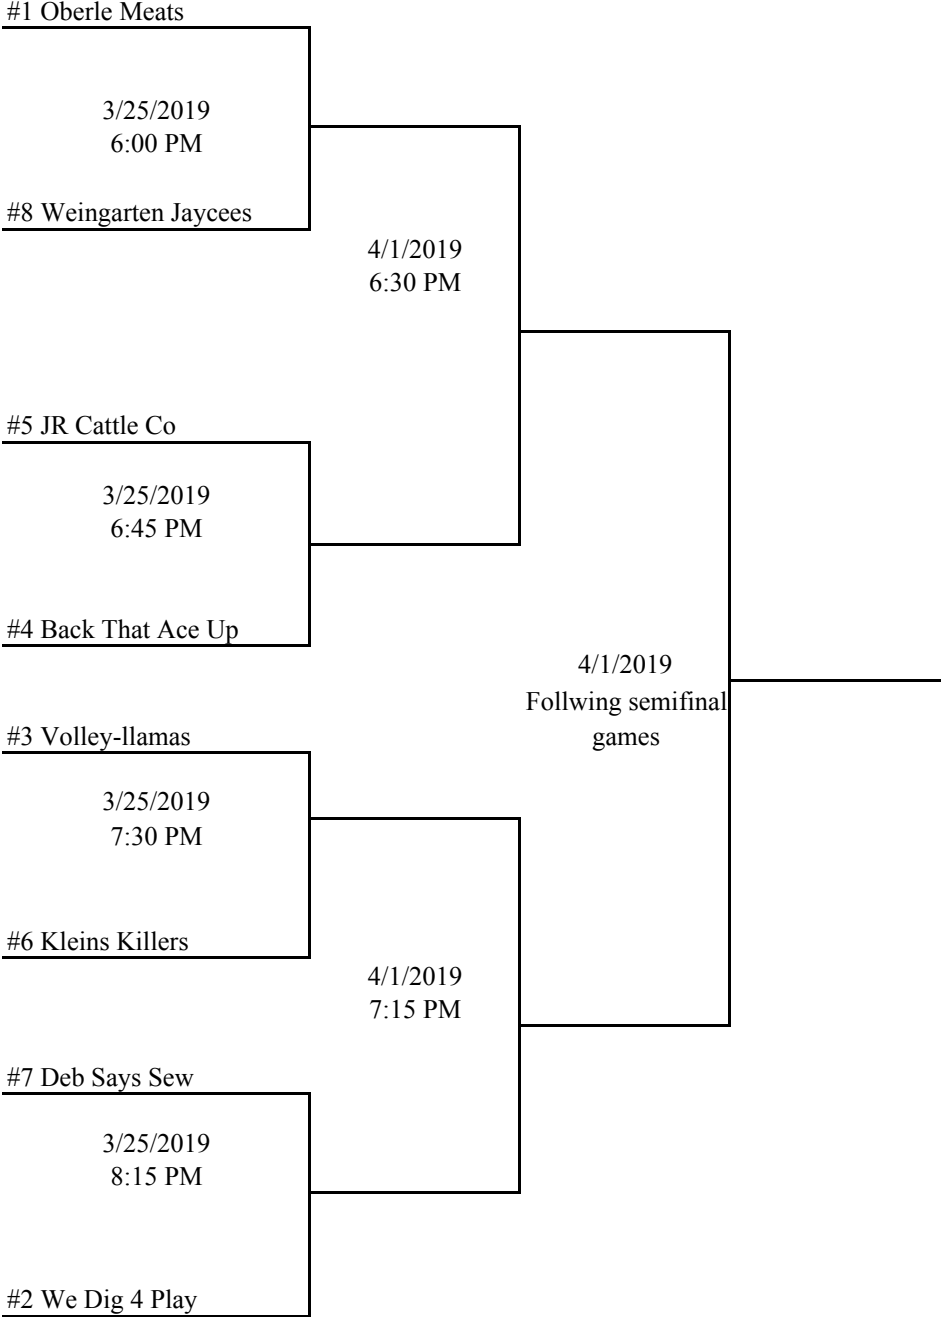 #1 Oberle Meats
3/25/2019
6:00 PM
#8 Weingarten Jaycees
4/1/2019
6:30 PM
#5 JR Cattle Co
3/25/2019
6:45 PM
#4 Back That Ace Up
4/1/2019
Follwing semifinal
games
#3 Volley-llamas
3/25/2019
7:30 PM
#6 Kleins Killers
4/1/2019
7:15 PM
#7 Deb Says Sew
3/25/2019
8:15 PM
#2 We Dig 4 Play